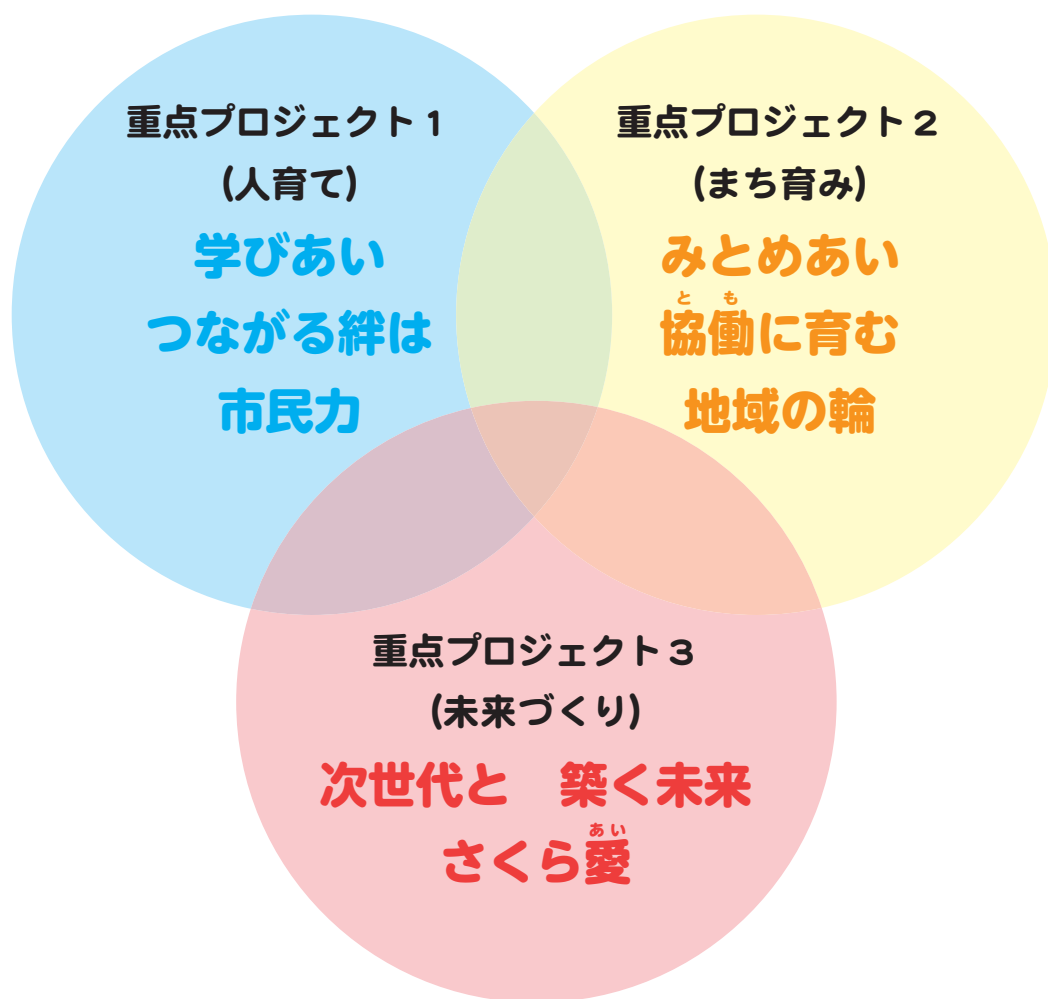 重点プロジェクト1
(人育て)
学びあい
つながる絆は
市民力
重点プロジェクト2
(まち育み)
みとめあい
とも
協働に育む
地域の輪
重点プロジェクト3
(未来づくり)
次世代と　築く未来
あい
さくら愛